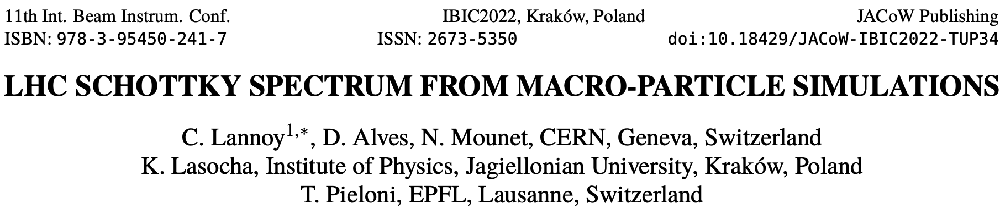 11th Int. Beam Instrum. Conf. IBIC2022, Kraków, Poland JACoW Publishing
ISBN: 978-3-95450-241-7 ISSN: 2673-5350 doi:10.18429/JACoW-IBIC2022-TUP34
LHC SCHOTTKY SPECTRUM FROM MACRO-PARTICLE SIMULATIONS
C. Lannoy1,*, D. Alves, N. Mounet, CERN, Geneva, Switzerland
K. Lasocha, Institute of Physics, Jagiellonian University, Kraków, Poland
T. Pieloni, EPFL, Lausanne, Switzerland